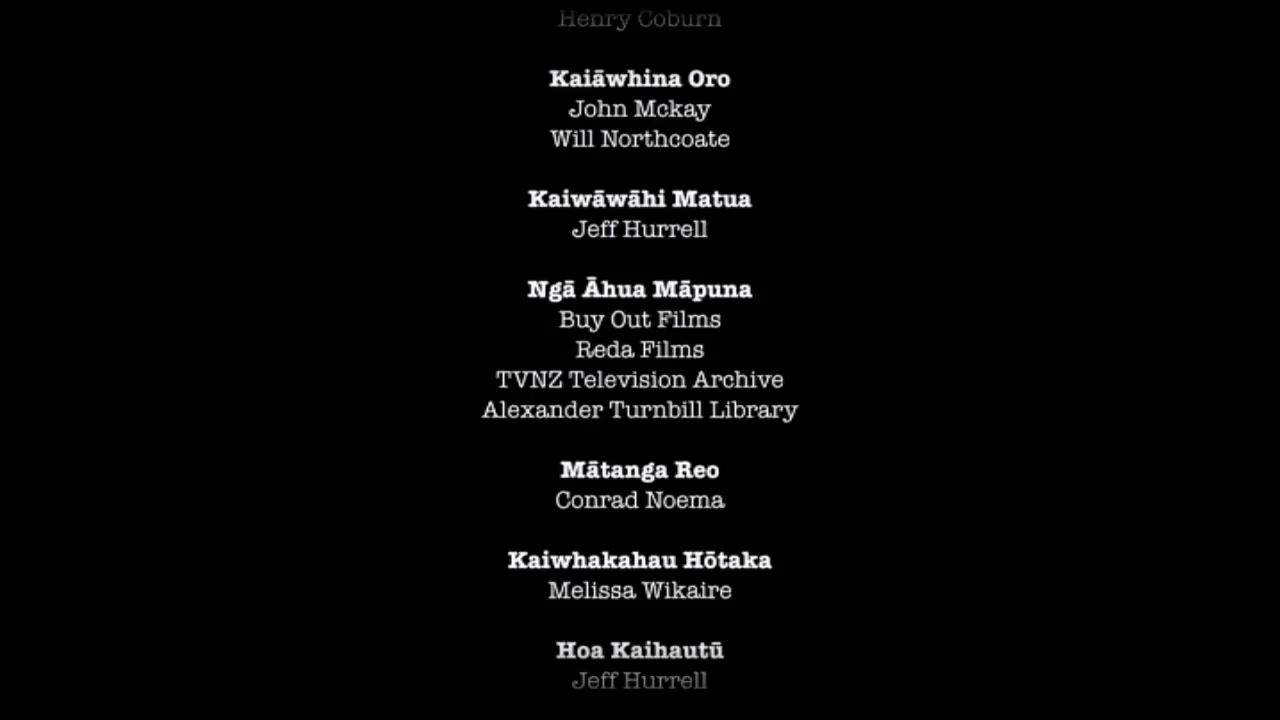 Henry Coburn
Kaiāwhina Oro
John Mckay
Will Northcoate
Kaiwāwāhi Matua
Jeff Hurrell
Ngā Āhua Māpuna
Buy Out Films
Reda Films
TVNZ Television Archive
Alexander Turnbill Library
Mātanga Reo
Conrad Noema
Kaiwhakahau Hōtaka
Melissa Wikaire
Hoa Kaihautū
Jeff Hurrell